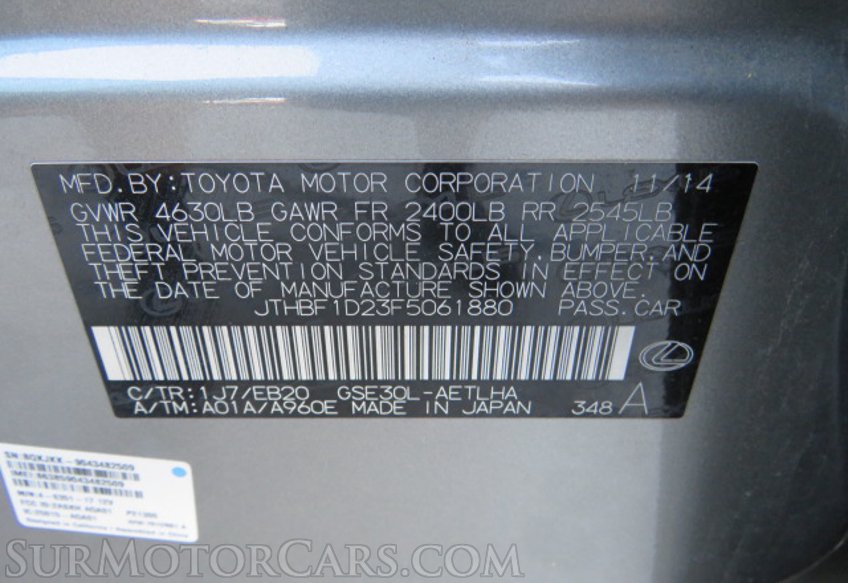 MFD. BY: TOYOTA MOTOR CORPORATION 11/14
GVWR 4630LB GAWR FR 2400LB RR 2545LB
THIS VEHICLE CONFORMS TO ALL APPLICABLE
FEDERAL MOTOR VEHICLE SAFETY, BUMPER, AND
THEFT PREVENTION STANDARDS IN EFFECT ON
THE DATE OF MANUFACTURE SHOWN ABOVE.
JTHBF1D23F5061880 PASS. CAR
C/TR: 1J7/EB20 GSE30L-AETLHA
A/TM: A01A/A960E MADE IN JAPAN 348 A
SN:
IMEI:
SURMOTORCARS.COM